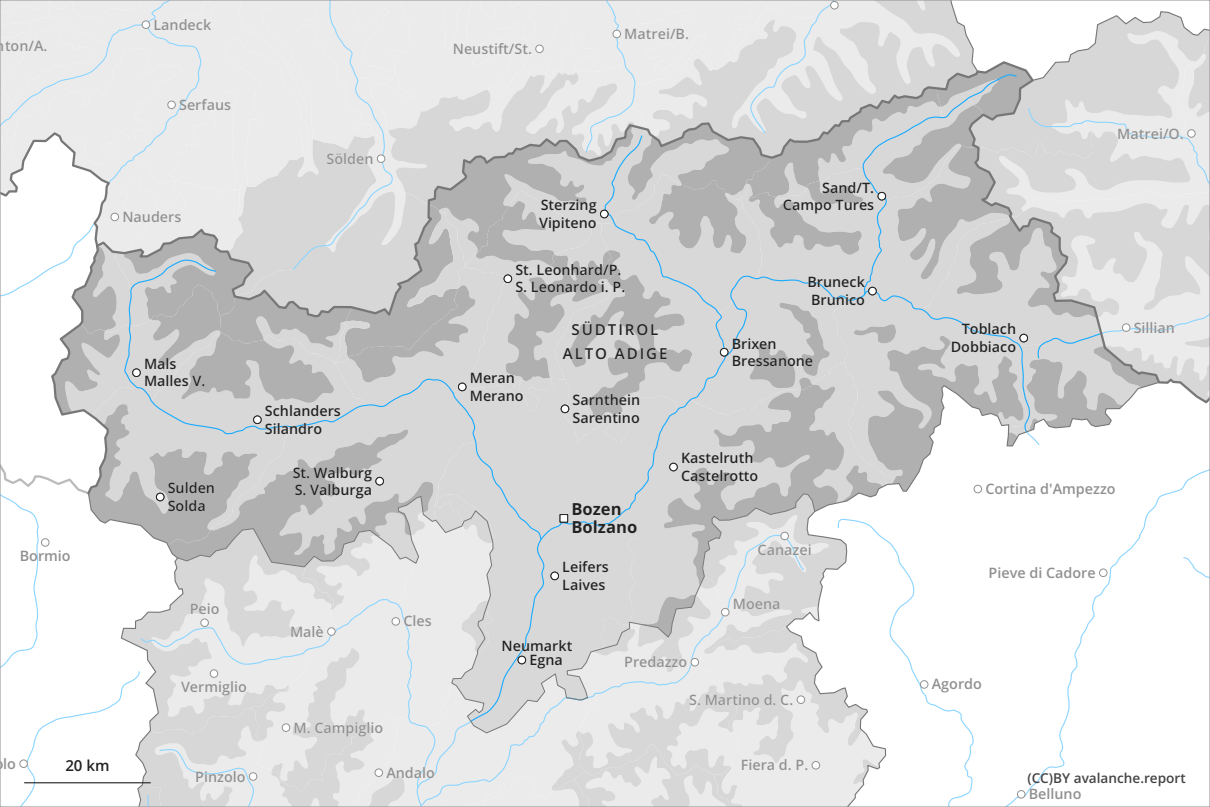 Landeck
nton/A.
Neustift/St.
Matrei/B.
Serfaus
Matrei/O.
Sölden
Sand/T.
Campo Tures
Nauders
Sterzing
Vipiteno
St. Leonhard/P.
S. Leonardo i. P.
Bruneck
Brunico
SÜDTIROL
ALTO ADIGE
Toblach
Dobbiaco
Sillian
Brixen
Bressanone
Mals
Malles V.
Meran
Merano
Schlanders
Silandro
Sarnthein
Sarentino
Kastelruth
Castelrotto
St. Walburg
S. Valburga
Sulden
Solda
Cortina d'Ampezzo
Bozen
Bolzano
Bormio
Canazei
Leifers
Laives
Pieve di Cadore
Peio
Malè
Cles
Moena
Neumarkt
Egna
Predazzo
Vermiglio
Agordo
S. Martino d. C.
M. Campiglio
olo
20 km
Pinzolo
Andalo
Fiera d. P.
(CC)BY avalanche.report
Belluno